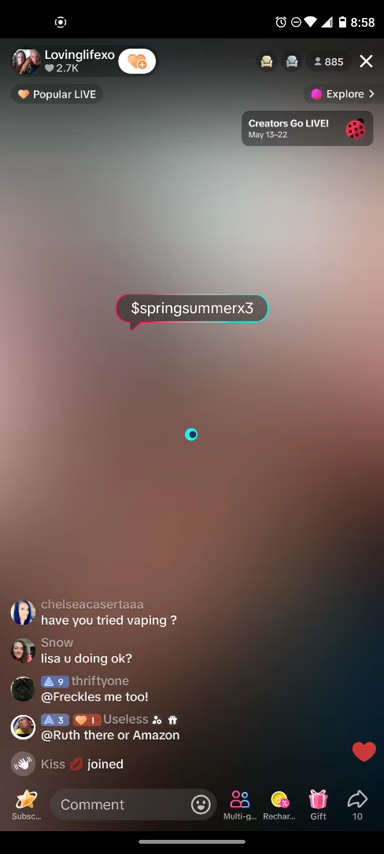 8:58
Lovinglifexo
2.7K
885
Popular LIVE
Explore >
Creators Go LIVE!
May 13–22
$springsummerx3
chelseacasertaaa
have you tried vaping ?
Snow
lisa u doing ok?
9 thriftyone
@Freckles me too!
3 1 Useless
@Ruth there or Amazon
Kiss 💋 joined
Subsc...
Comment
Multi-g...
Rechar...
Gift
10